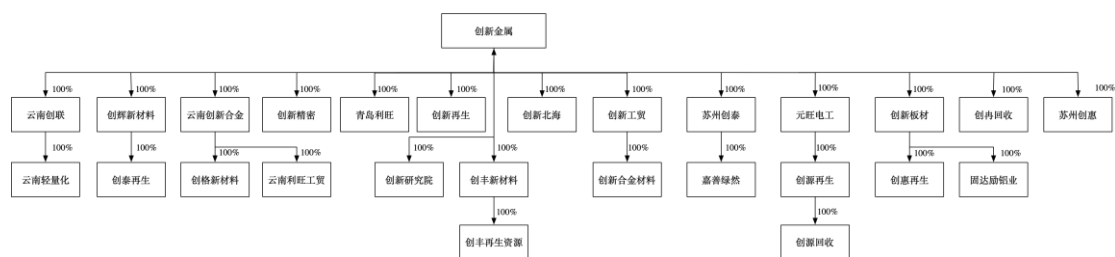 创新金属
100% 100% 100% 100% 100% 100% 100% 100% 100% 100% 100% 100% 100%
云南创联 创辉新材料 云南创新合金 创新精密 青岛利旺 创新再生 创新北海 创新工贸 苏州创泰 元旺电工 创新板材 创冉回收 苏州创惠
100% 100% 100% 100% 100% 100% 100% 100% 100% 100% 100%
云南轻量化 创泰再生 创格新材料 云南利旺工贸 创新研究院 创丰新材料 创新合金材料 嘉善绿然 创源再生 创惠再生 固达励铝业
100% 100%
创丰再生资源 创源回收